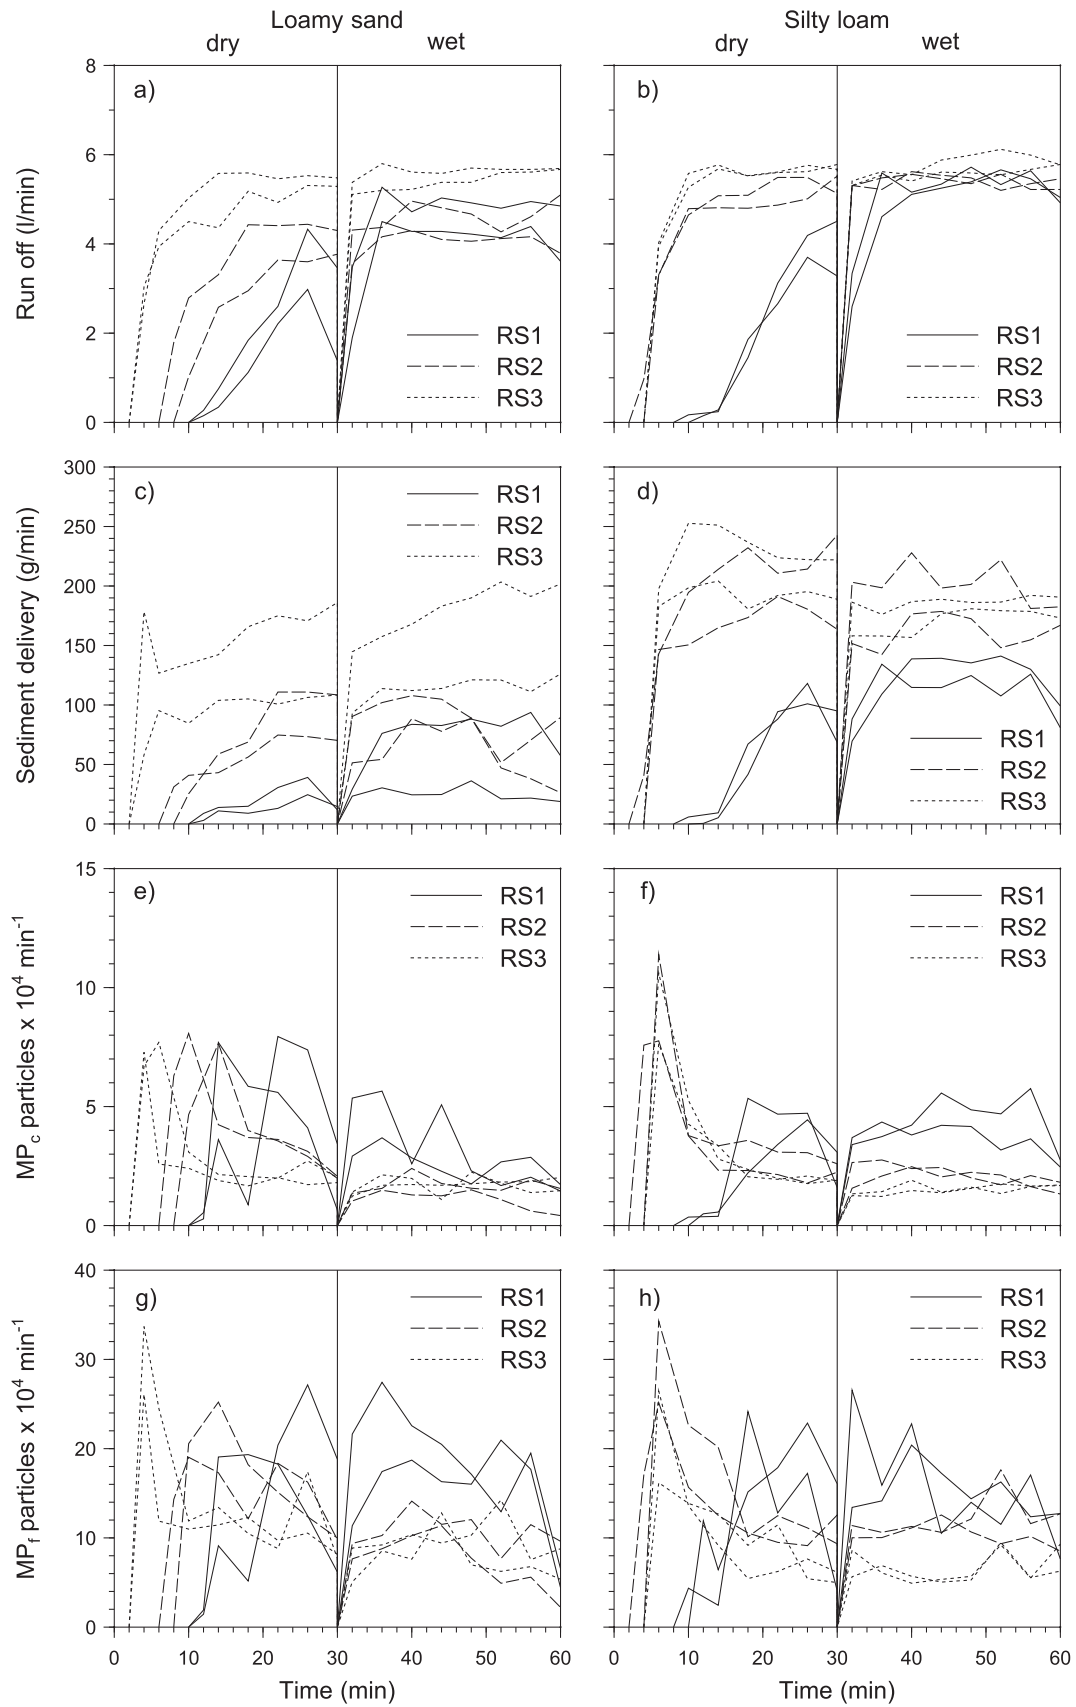 Loamy sand Silty loam
dry wet dry wet
a) b)
8
6
4
2
0
Run off (l/min)
RS1 RS1
RS2 RS2
RS3 RS3
c) d)
300
250
200
150
100
50
0
Sediment delivery (g/min)
RS1
RS2
RS3
RS1
RS2
RS3
e) f)
15
10
5
0
MPc particles x 10⁴ min⁻¹
RS1 RS1
RS2 RS2
RS3 RS3
g) h)
40
30
20
10
0
MPf particles x 10⁴ min⁻¹
RS1 RS1
RS2 RS2
RS3 RS3
0 10 20 30 40 50 60 0 10 20 30 40 50 60
Time (min) Time (min)